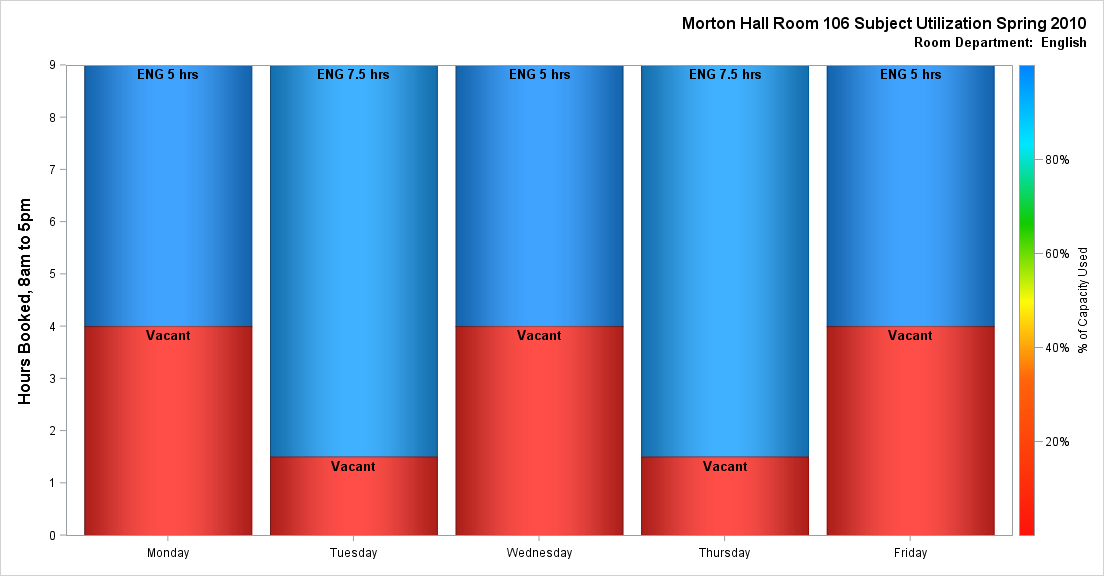 Morton Hall Room 106 Subject Utilization Spring 2010
Room Department: English
Hours Booked, 8am to 5pm
9
8
7
6
5
4
3
2
1
0
ENG 5 hrs
Vacant
ENG 7.5 hrs
Vacant
ENG 5 hrs
Vacant
ENG 7.5 hrs
Vacant
ENG 5 hrs
Vacant
Monday
Tuesday
Wednesday
Thursday
Friday
80%
60%
40%
20%
% of Capacity Used